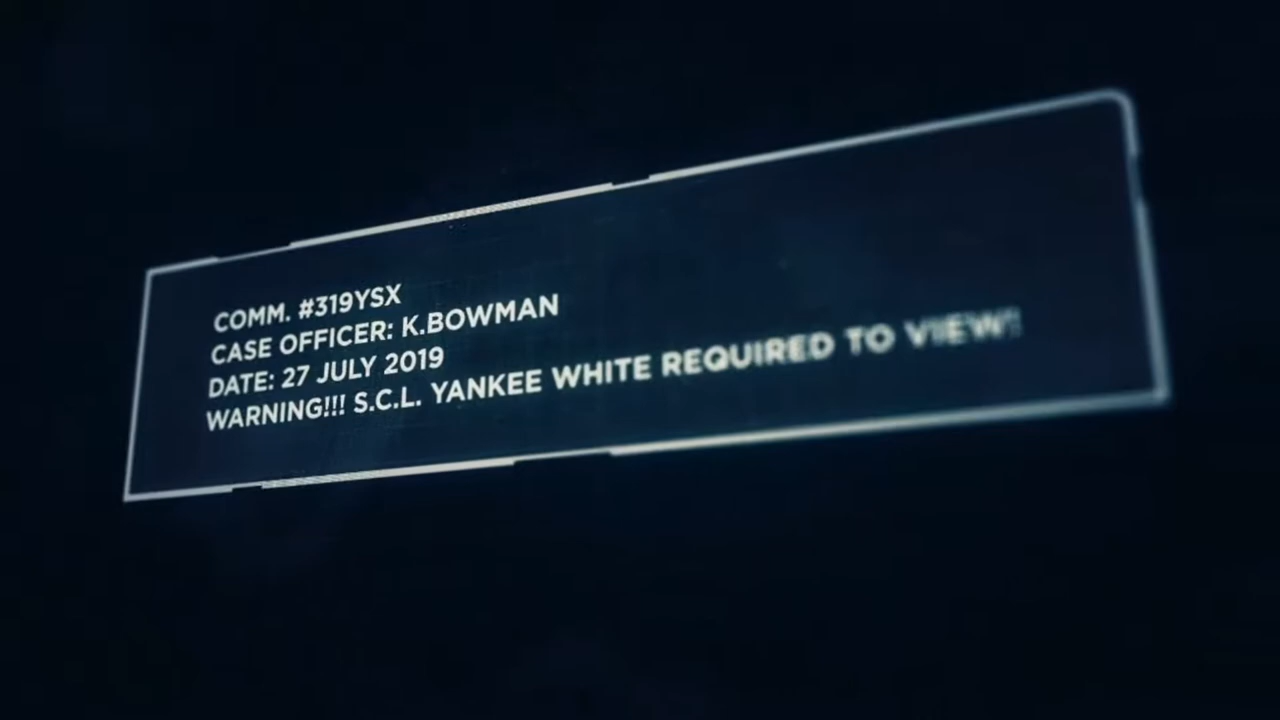 COMM. #319YSX
CASE OFFICER: K.BOWMAN
DATE: 27 JULY 2019
WARNING!!! S.C.L. YANKEE WHITE REQUIRED TO VIEW!